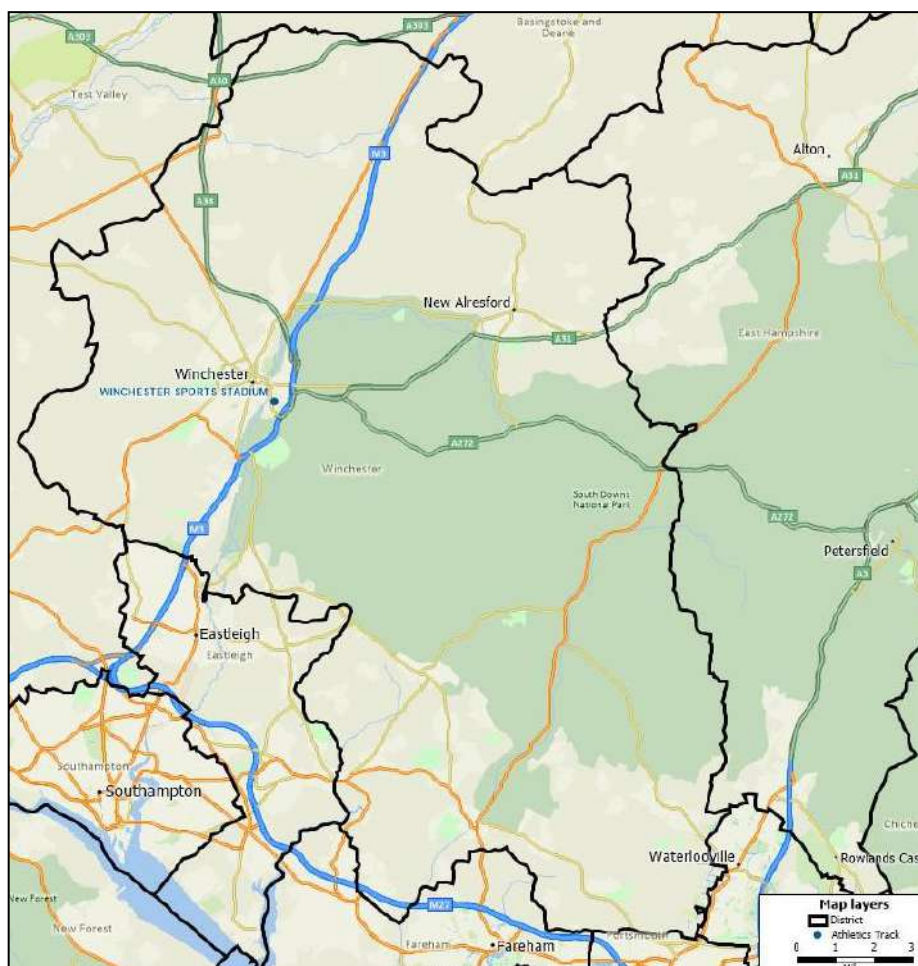 Basingstoke and
Deane
A303
A303
A30
Test Valley
M3
Alton
A31
A34
New Alresford
A31
East Hampshire
Winchester
WINCHESTER SPORTS STADIUM
A272
Winchester
South Downs
National Park
A272
M3
Petersfield
A3
Eastleigh
Eastleigh
Southampton
Southampton
Waterlooville
Rowlands Cas
Chiche
New Forest
New Forest
M27
Fareham
Fareham
Portsmouth
Map layers
District
Athletics Track
0 1 2 3